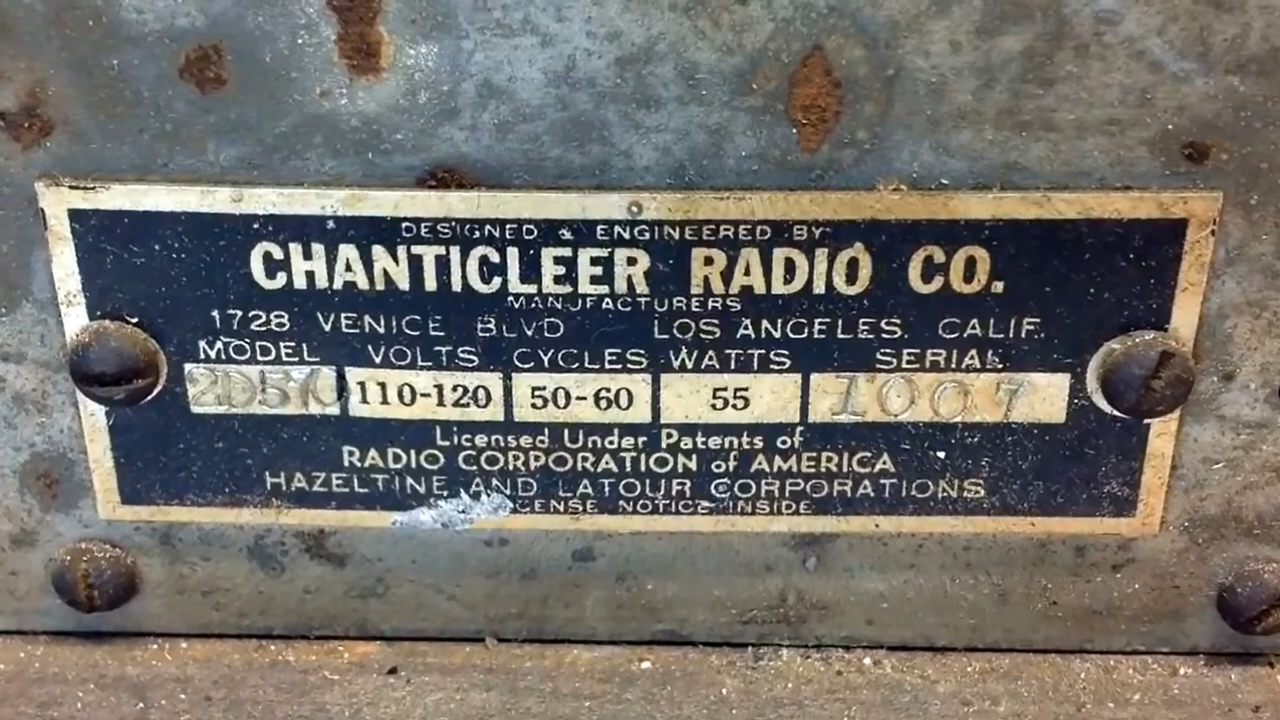 DESIGNED & ENGINEERED BY
CHANTICLEER RADIO CO.
MANUFACTURERS
1728 VENICE BLVD LOS ANGELES. CALIF.
MODEL VOLTS CYCLES WATTS SERIAL
110-120 50-60 55 1007
Licensed Under Patents of
RADIO CORPORATION of AMERICA
HAZELTINE AND LATOUR CORPORATIONS
NOTICE INSIDE